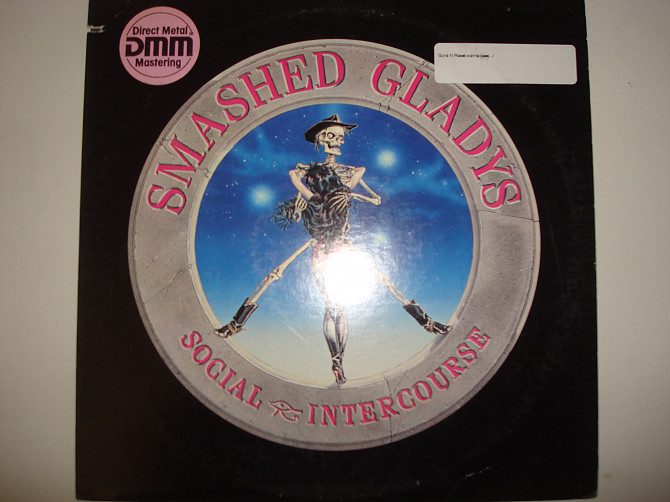 Direct Metal
DMM
Mastering
SMASHED GLADYS
SOCIAL INTERCOURSE